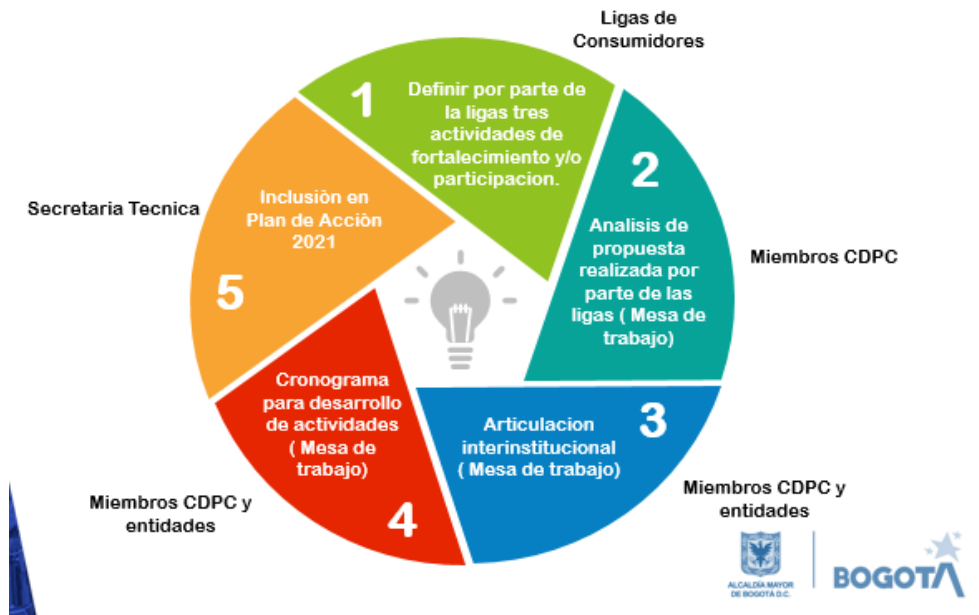 Ligas de
Consumidores
1
Definir por parte de
la ligas tres
actividades de
fortalecimiento y/o
participacion.
2
Analisis de
propuesta
realizada por
parte de las
ligas ( Mesa de
trabajo)
Miembros CDPC
3
Articulacion
interinstitucional
( Mesa de trabajo)
Miembros CDPC y
entidades
4
Cronograma
para desarrollo
de actividades
( Mesa de
trabajo)
Miembros CDPC y
entidades
5
Inclusiòn en
Plan de Acciòn
2021
Secretaria Tecnica
ALCALDÍA MAYOR
DE BOGOTÁ D.C.
BOGOTÁ